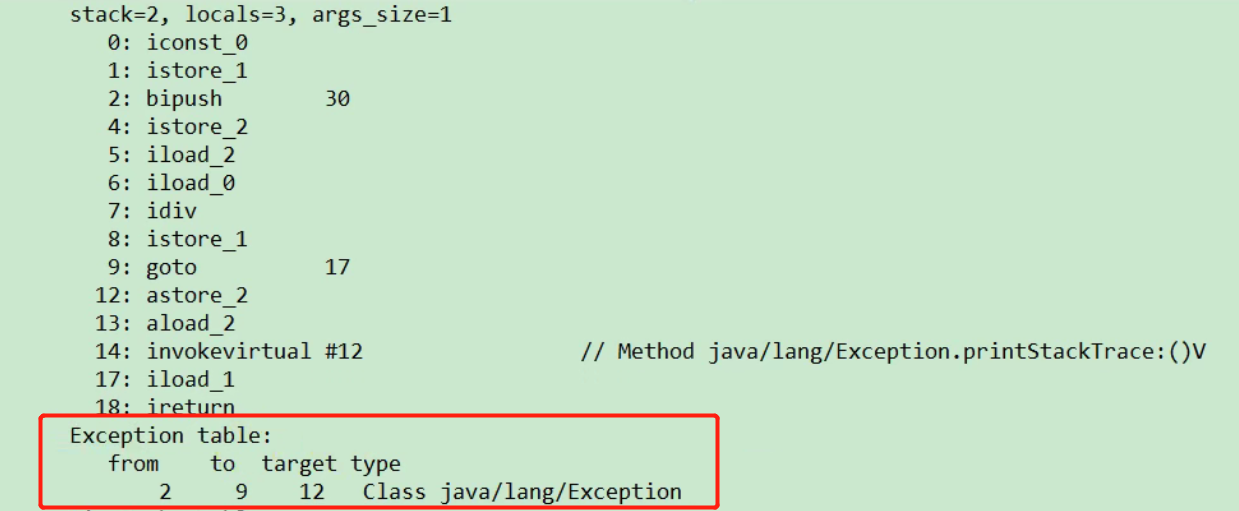 stack=2, locals=3, args_size=1
0: iconst_0
1: istore_1
2: bipush 30
4: istore_2
5: iload_2
6: iload_0
7: idiv
8: istore_1
9: goto 17
12: astore_2
13: aload_2
14: invokevirtual #12 // Method java/lang/Exception.printStackTrace:()V
17: iload_1
18: ireturn
Exception table:
from to target type
2 9 12 Class java/lang/Exception